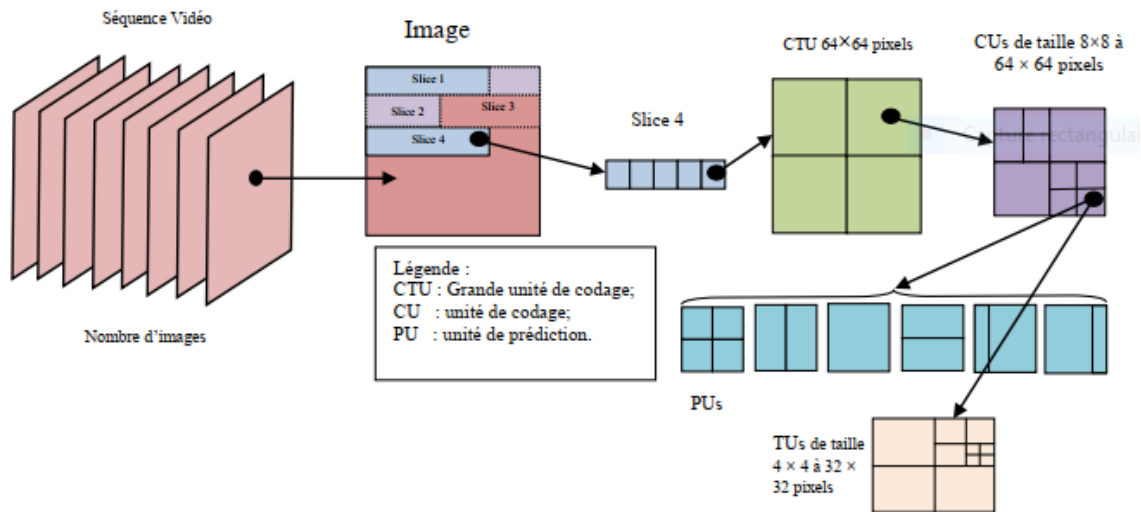 Séquence Vidéo
Image
CTU 64×64 pixels
CUs de taille 8×8 à
64 × 64 pixels
Slice 1
Slice 2
Slice 3
Slice 4
Slice 4
Capture rectangulai
Légende :
CTU : Grande unité de codage;
CU : unité de codage;
PU : unité de prédiction.
Nombre d'images
PUs
TUs de taille
4 × 4 à 32 ×
32 pixels